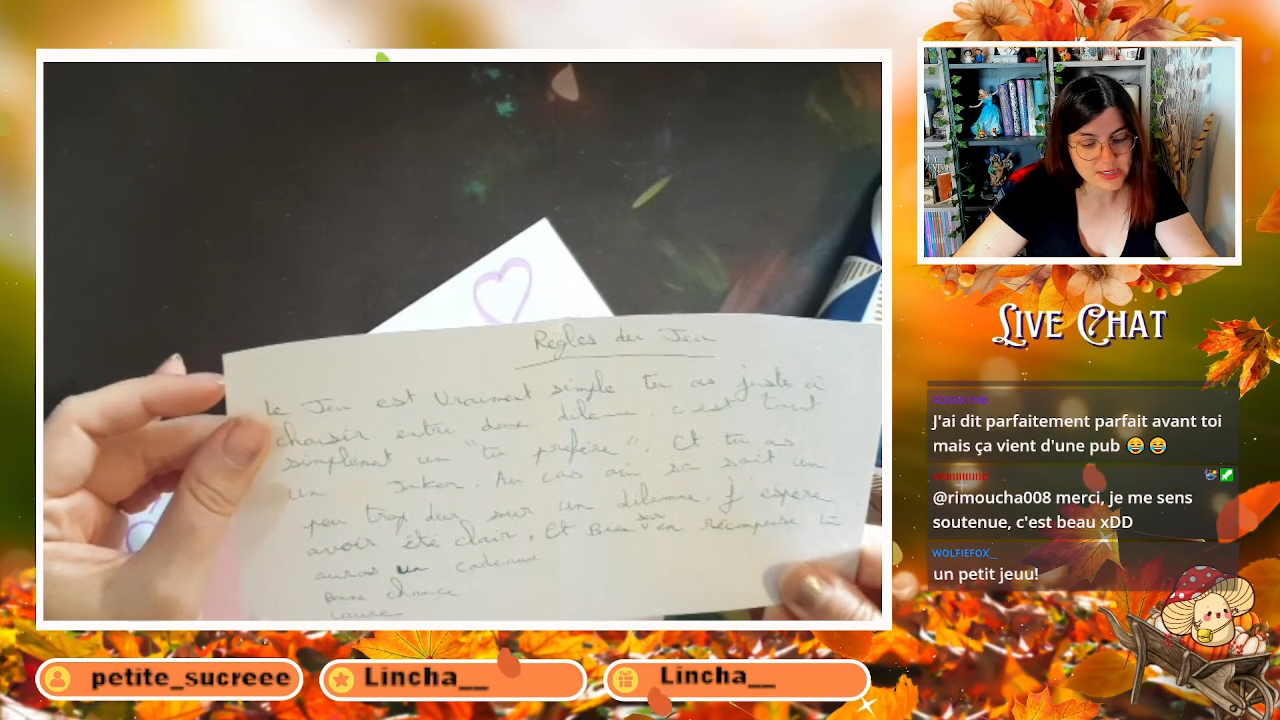 Règles du Jeu
Le Jeu est vraiment simple tu as juste à
choisir entre deux dilemme. c'est tout
simplement un "tu préfère". Et tu as
un Joker. Au cas où sa soit un
peu trop dur sur un dilemme. J'espere
avoir été clair, Et Bien sur en récompense tu
auras un cadeau
Bonne chance
Laure
LIVE CHAT
J'ai dit parfaitement parfait avant toi
mais ça vient d'une pub 😄 😂
@rimoucha008 merci, je me sens
soutenue, c'est beau xDD
WOLFIEFOX__
un petit jeuu!
petite_sucreee
Lincha__
Lincha__